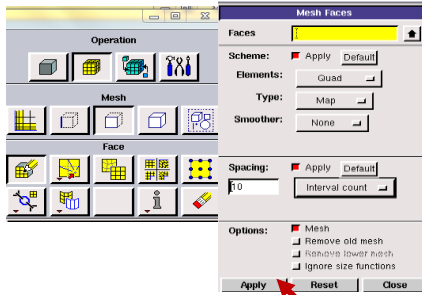 Operation
Mesh
Face
Mesh Faces
Faces
Scheme: Apply Default
Elements: Quad
Type: Map
Smoother: None
Spacing: Apply Default
10 Interval count
Options: Mesh
Remove old mesh
Remove lower mesh
Ignore size functions
Apply Reset Close